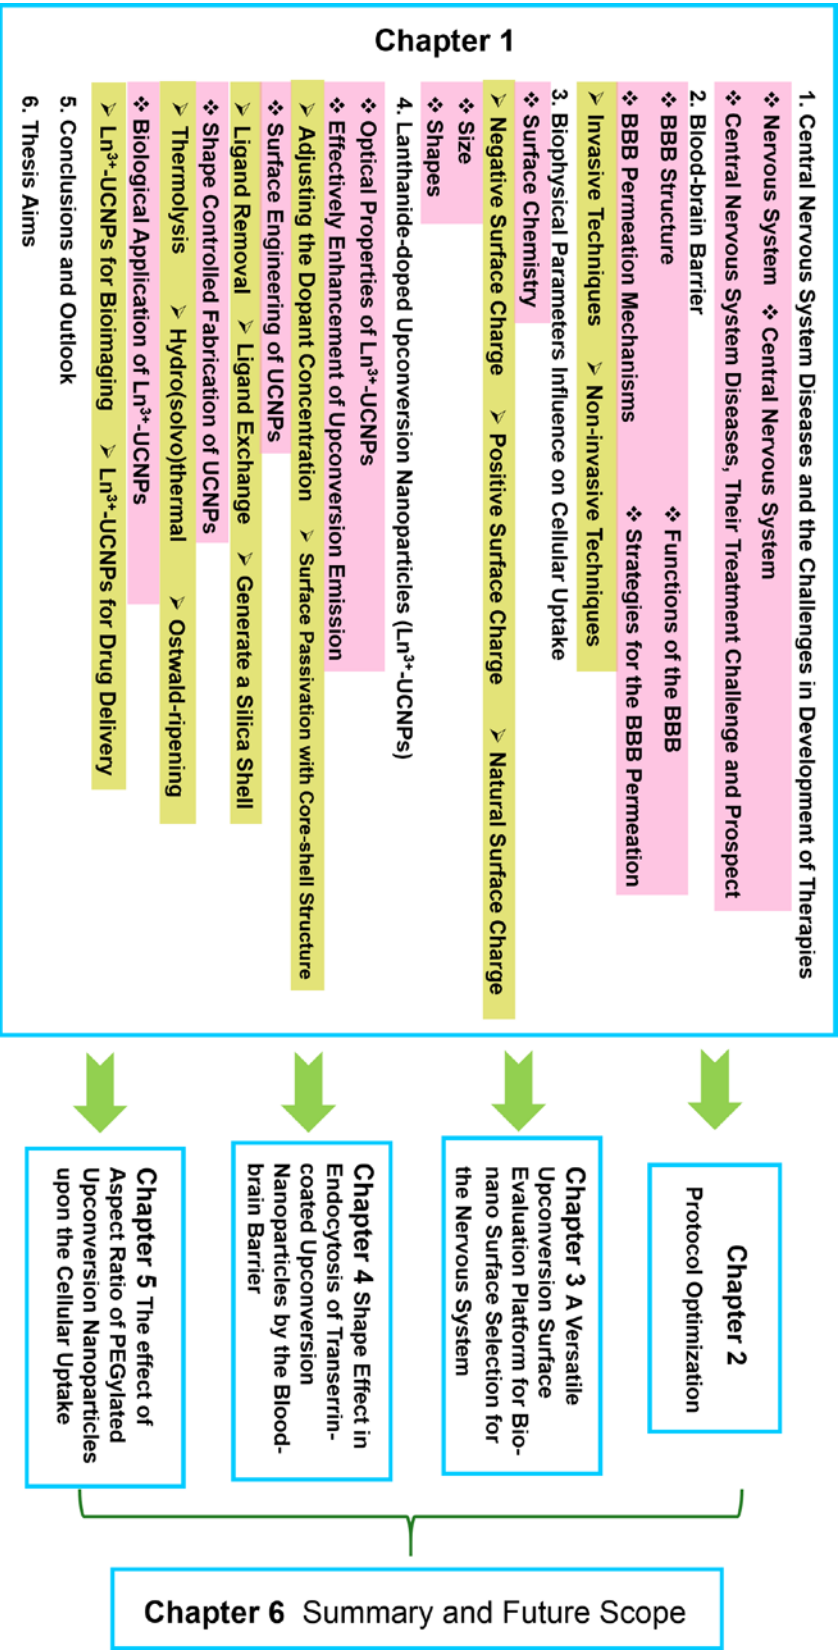 Chapter 1
1. Central Nervous System Diseases and the Challenges in Development of Therapies
❖ Nervous System ❖ Central Nervous System
❖ Central Nervous System Diseases, Their Treatment Challenge and Prospect
2. Blood-brain Barrier
❖ BBB Structure ❖ Functions of the BBB
❖ BBB Permeation Mechanisms ❖ Strategies for the BBB Permeation
➢ Invasive Techniques ➢ Non-invasive Techniques
3. Biophysical Parameters Influence on Cellular Uptake
❖ Surface Chemistry
➢ Negative Surface Charge ➢ Positive Surface Charge ➢ Natural Surface Charge
❖ Size
❖ Shapes
4. Lanthanide-doped Upconversion Nanoparticles (Ln³⁺-UCNPs)
❖ Optical Properties of Ln³⁺-UCNPs
❖ Effectively Enhancement of Upconversion Emission
➢ Adjusting the Dopant Concentration ➢ Surface Passivation with Core-shell Structure
❖ Surface Engineering of UCNPs
➢ Ligand Removal ➢ Ligand Exchange ➢ Generate a Silica Shell
❖ Shape Controlled Fabrication of UCNPs
➢ Thermolysis ➢ Hydro(solvo)thermal ➢ Ostwald-ripening
❖ Biological Application of Ln³⁺-UCNPs
➢ Ln³⁺-UCNPs for Bioimaging ➢ Ln³⁺-UCNPs for Drug Delivery
5. Conclusions and Outlook
6. Thesis Aims
Chapter 2
Protocol Optimization
Chapter 3 A Versatile
Upconversion Surface
Evaluation Platform for Bio-
nano Surface Selection for
the Nervous System
Chapter 4 Shape Effect in
Endocytosis of Transerrin-
coated Upconversion
Nanoparticles by the Blood-
brain Barrier
Chapter 5 The effect of
Aspect Ratio of PEGylated
Upconversion Nanoparticles
upon the Cellular Uptake
Chapter 6 Summary and Future Scope